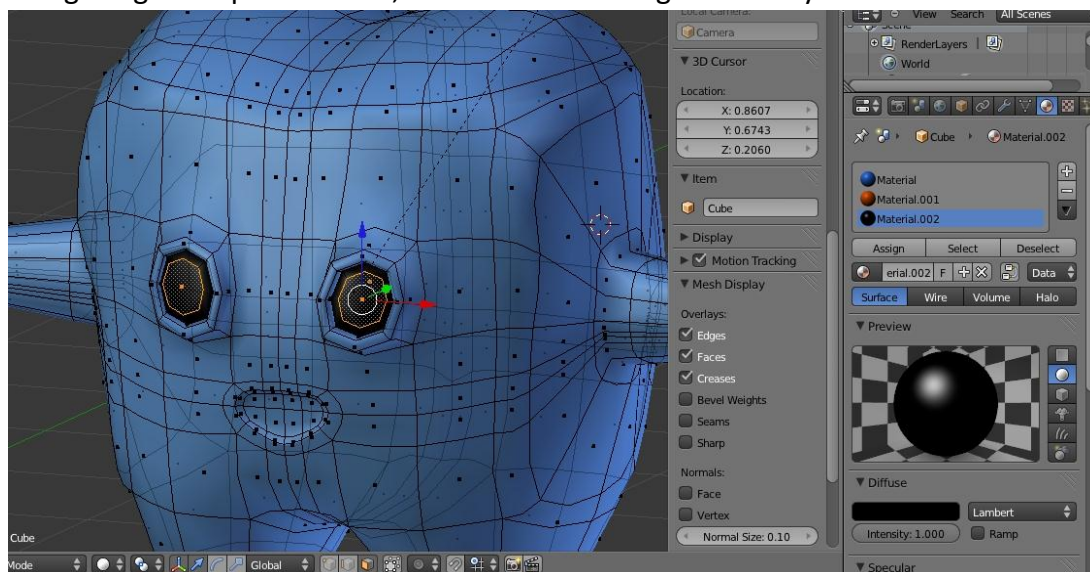 Local Camera:
Camera
3D Cursor
Location:
X: 0.8607
Y: 0.6743
Z: 0.2060
Item
Cube
Display
Motion Tracking
Mesh Display
Overlays:
Edges
Faces
Creases
Bevel Weights
Seams
Sharp
Normals:
Face
Vertex
Normal Size: 0.10
View Search All Scenes
Scene
RenderLayers
World
Cube Material.002
Material
Material.001
Material.002
Assign Select Deselect
erial.002 F Data
Surface Wire Volume Halo
Preview
Diffuse
Lambert
Intensity: 1.000 Ramp
Specular
Cube
Mode Global